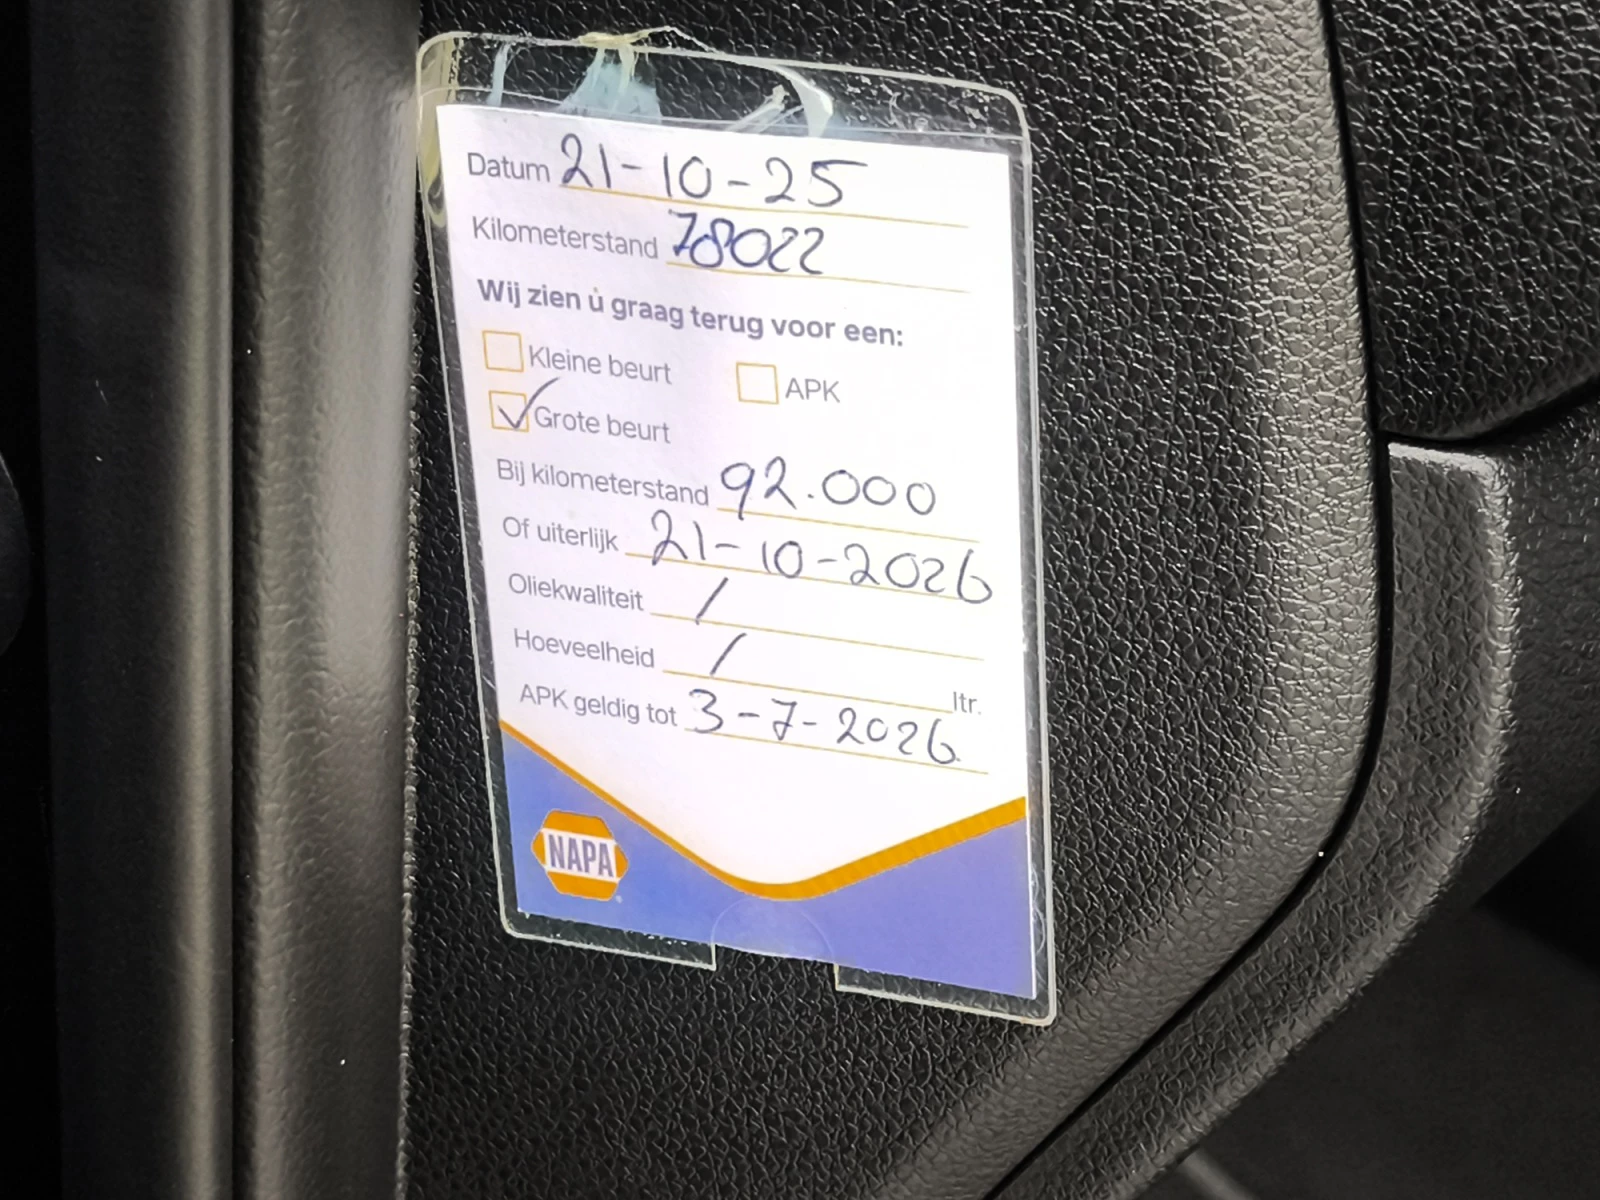 Datum 21-10-25
Kilometerstand 78022
Wij zien ù graag terug voor een:
Kleine beurt APK
Grote beurt
Bij kilometerstand 92.000
Of uiterlijk 21-10-2026
Oliekwaliteit /
Hoeveelheid / ltr.
APK geldig tot 3-7-2026
NAPA